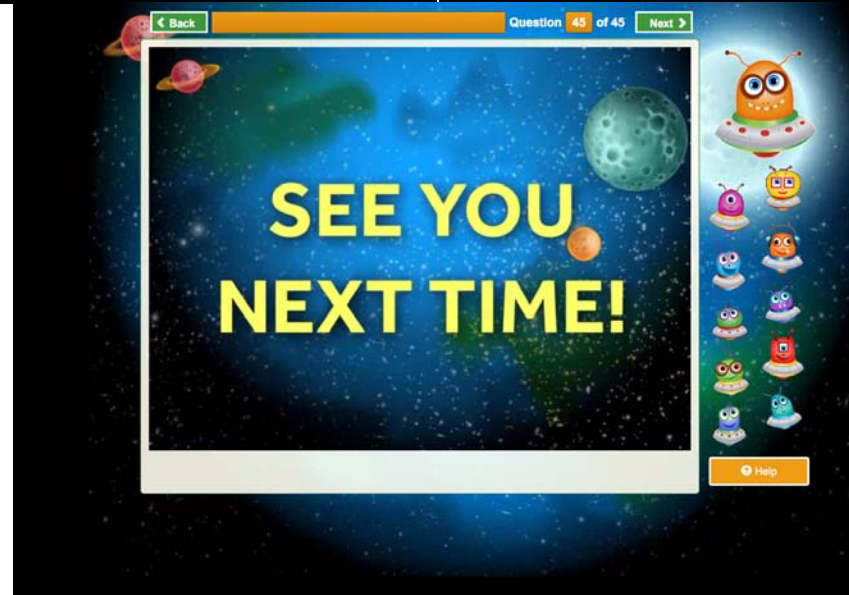 Back
Question 45 of 45
Next
SEE YOU
NEXT TIME!
Help